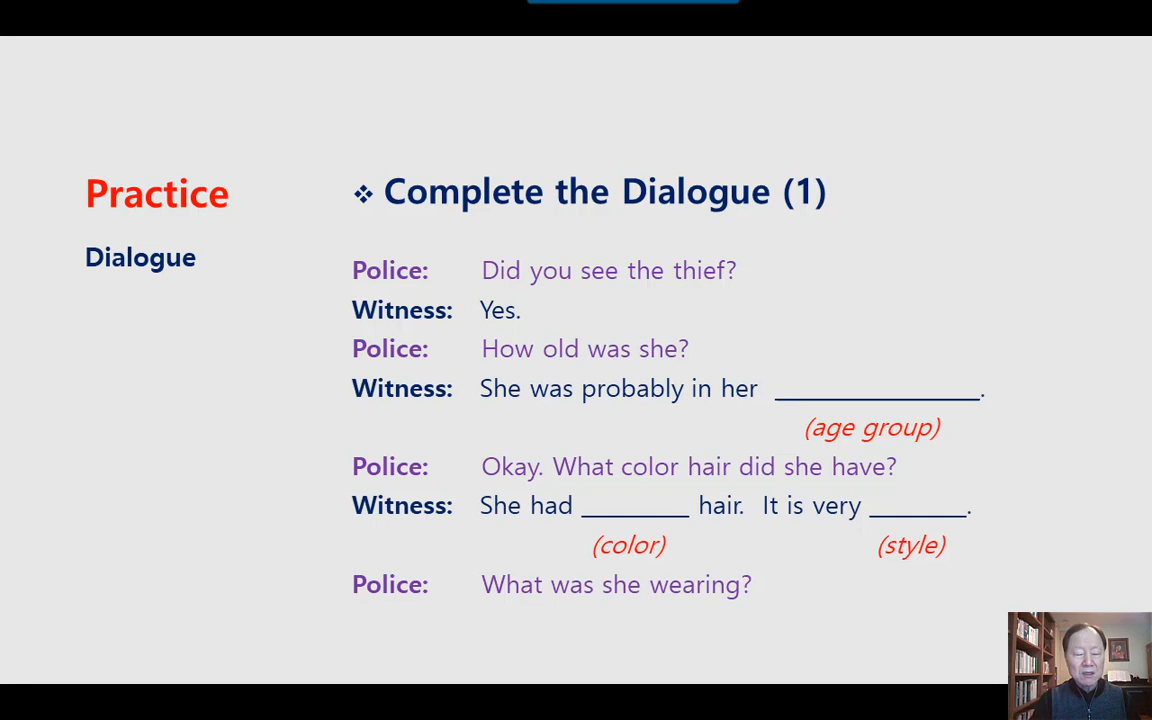 Practice
Dialogue
❖ Complete the Dialogue (1)
Police: Did you see the thief?
Witness: Yes.
Police: How old was she?
Witness: She was probably in her _______________.
(age group)
Police: Okay. What color hair did she have?
Witness: She had ________ hair. It is very _______.
(color) (style)
Police: What was she wearing?